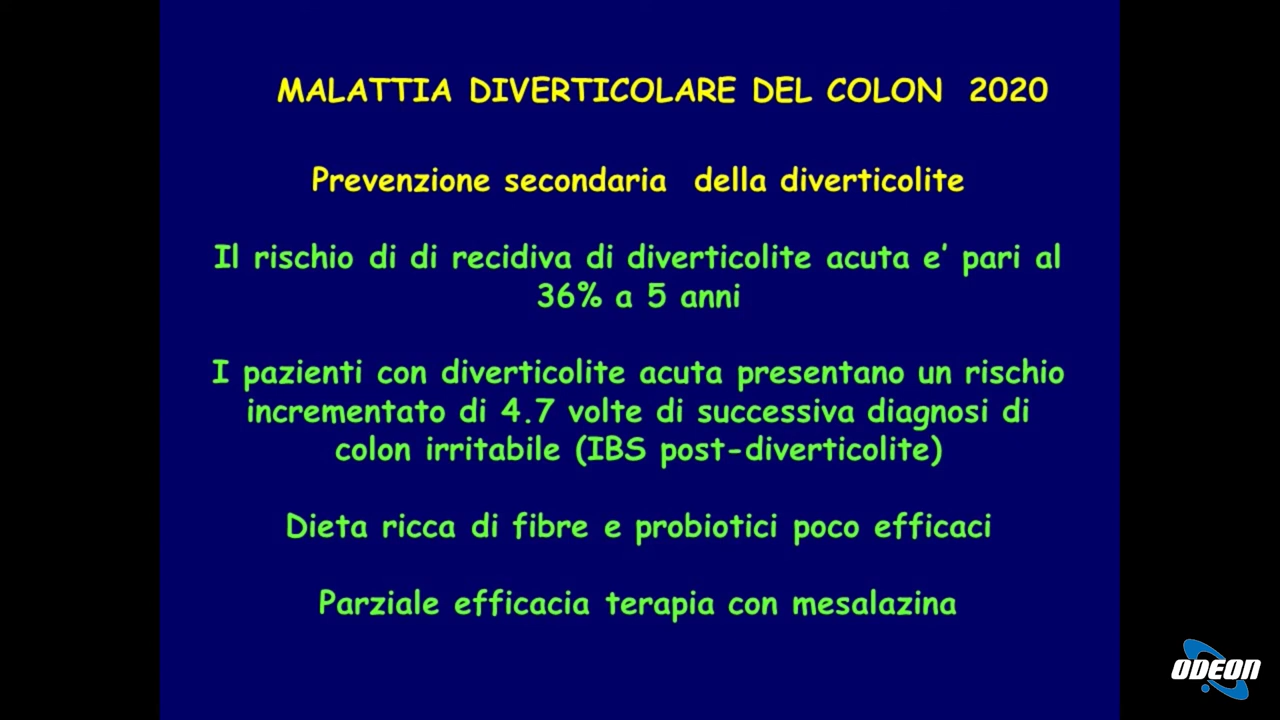 MALATTIA DIVERTICOLARE DEL COLON 2020
Prevenzione secondaria della diverticolite
Il rischio di di recidiva di diverticolite acuta e' pari al
36% a 5 anni
I pazienti con diverticolite acuta presentano un rischio
incrementato di 4.7 volte di successiva diagnosi di
colon irritabile (IBS post-diverticolite)
Dieta ricca di fibre e probiotici poco efficaci
Parziale efficacia terapia con mesalazina
ODEON